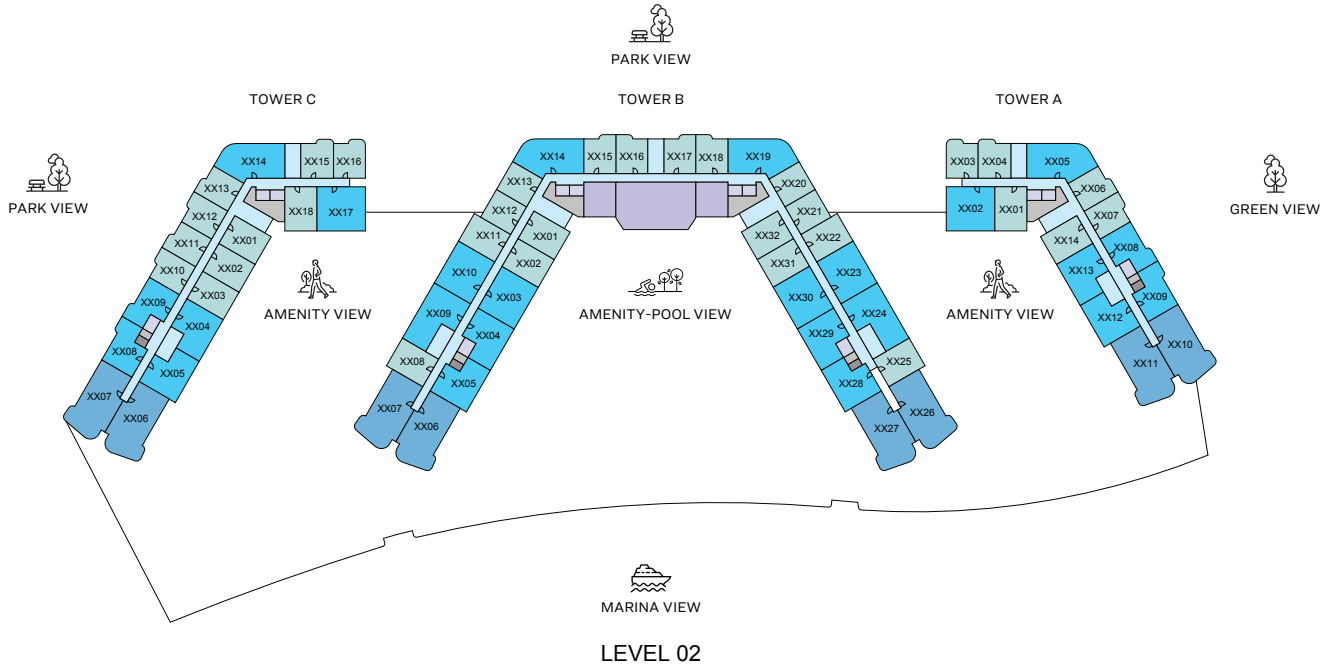 PARK VIEW
TOWER C
TOWER B
TOWER A
PARK VIEW
GREEN VIEW
XX14
XX15
XX16
XX13
XX12
XX11
XX10
XX09
XX08
XX07
XX06
XX05
XX04
XX03
XX02
XX01
XX18
XX17
AMENITY VIEW
XX14
XX15
XX16
XX17
XX18
XX19
XX13
XX12
XX11
XX10
XX09
XX08
XX07
XX06
XX05
XX04
XX03
XX02
XX01
AMENITY-POOL VIEW
XX20
XX21
XX22
XX23
XX24
XX25
XX26
XX27
XX28
XX29
XX30
XX31
XX32
AMENITY VIEW
XX03
XX04
XX05
XX02
XX01
XX06
XX07
XX08
XX09
XX10
XX11
XX12
XX13
XX14
MARINA VIEW
LEVEL 02